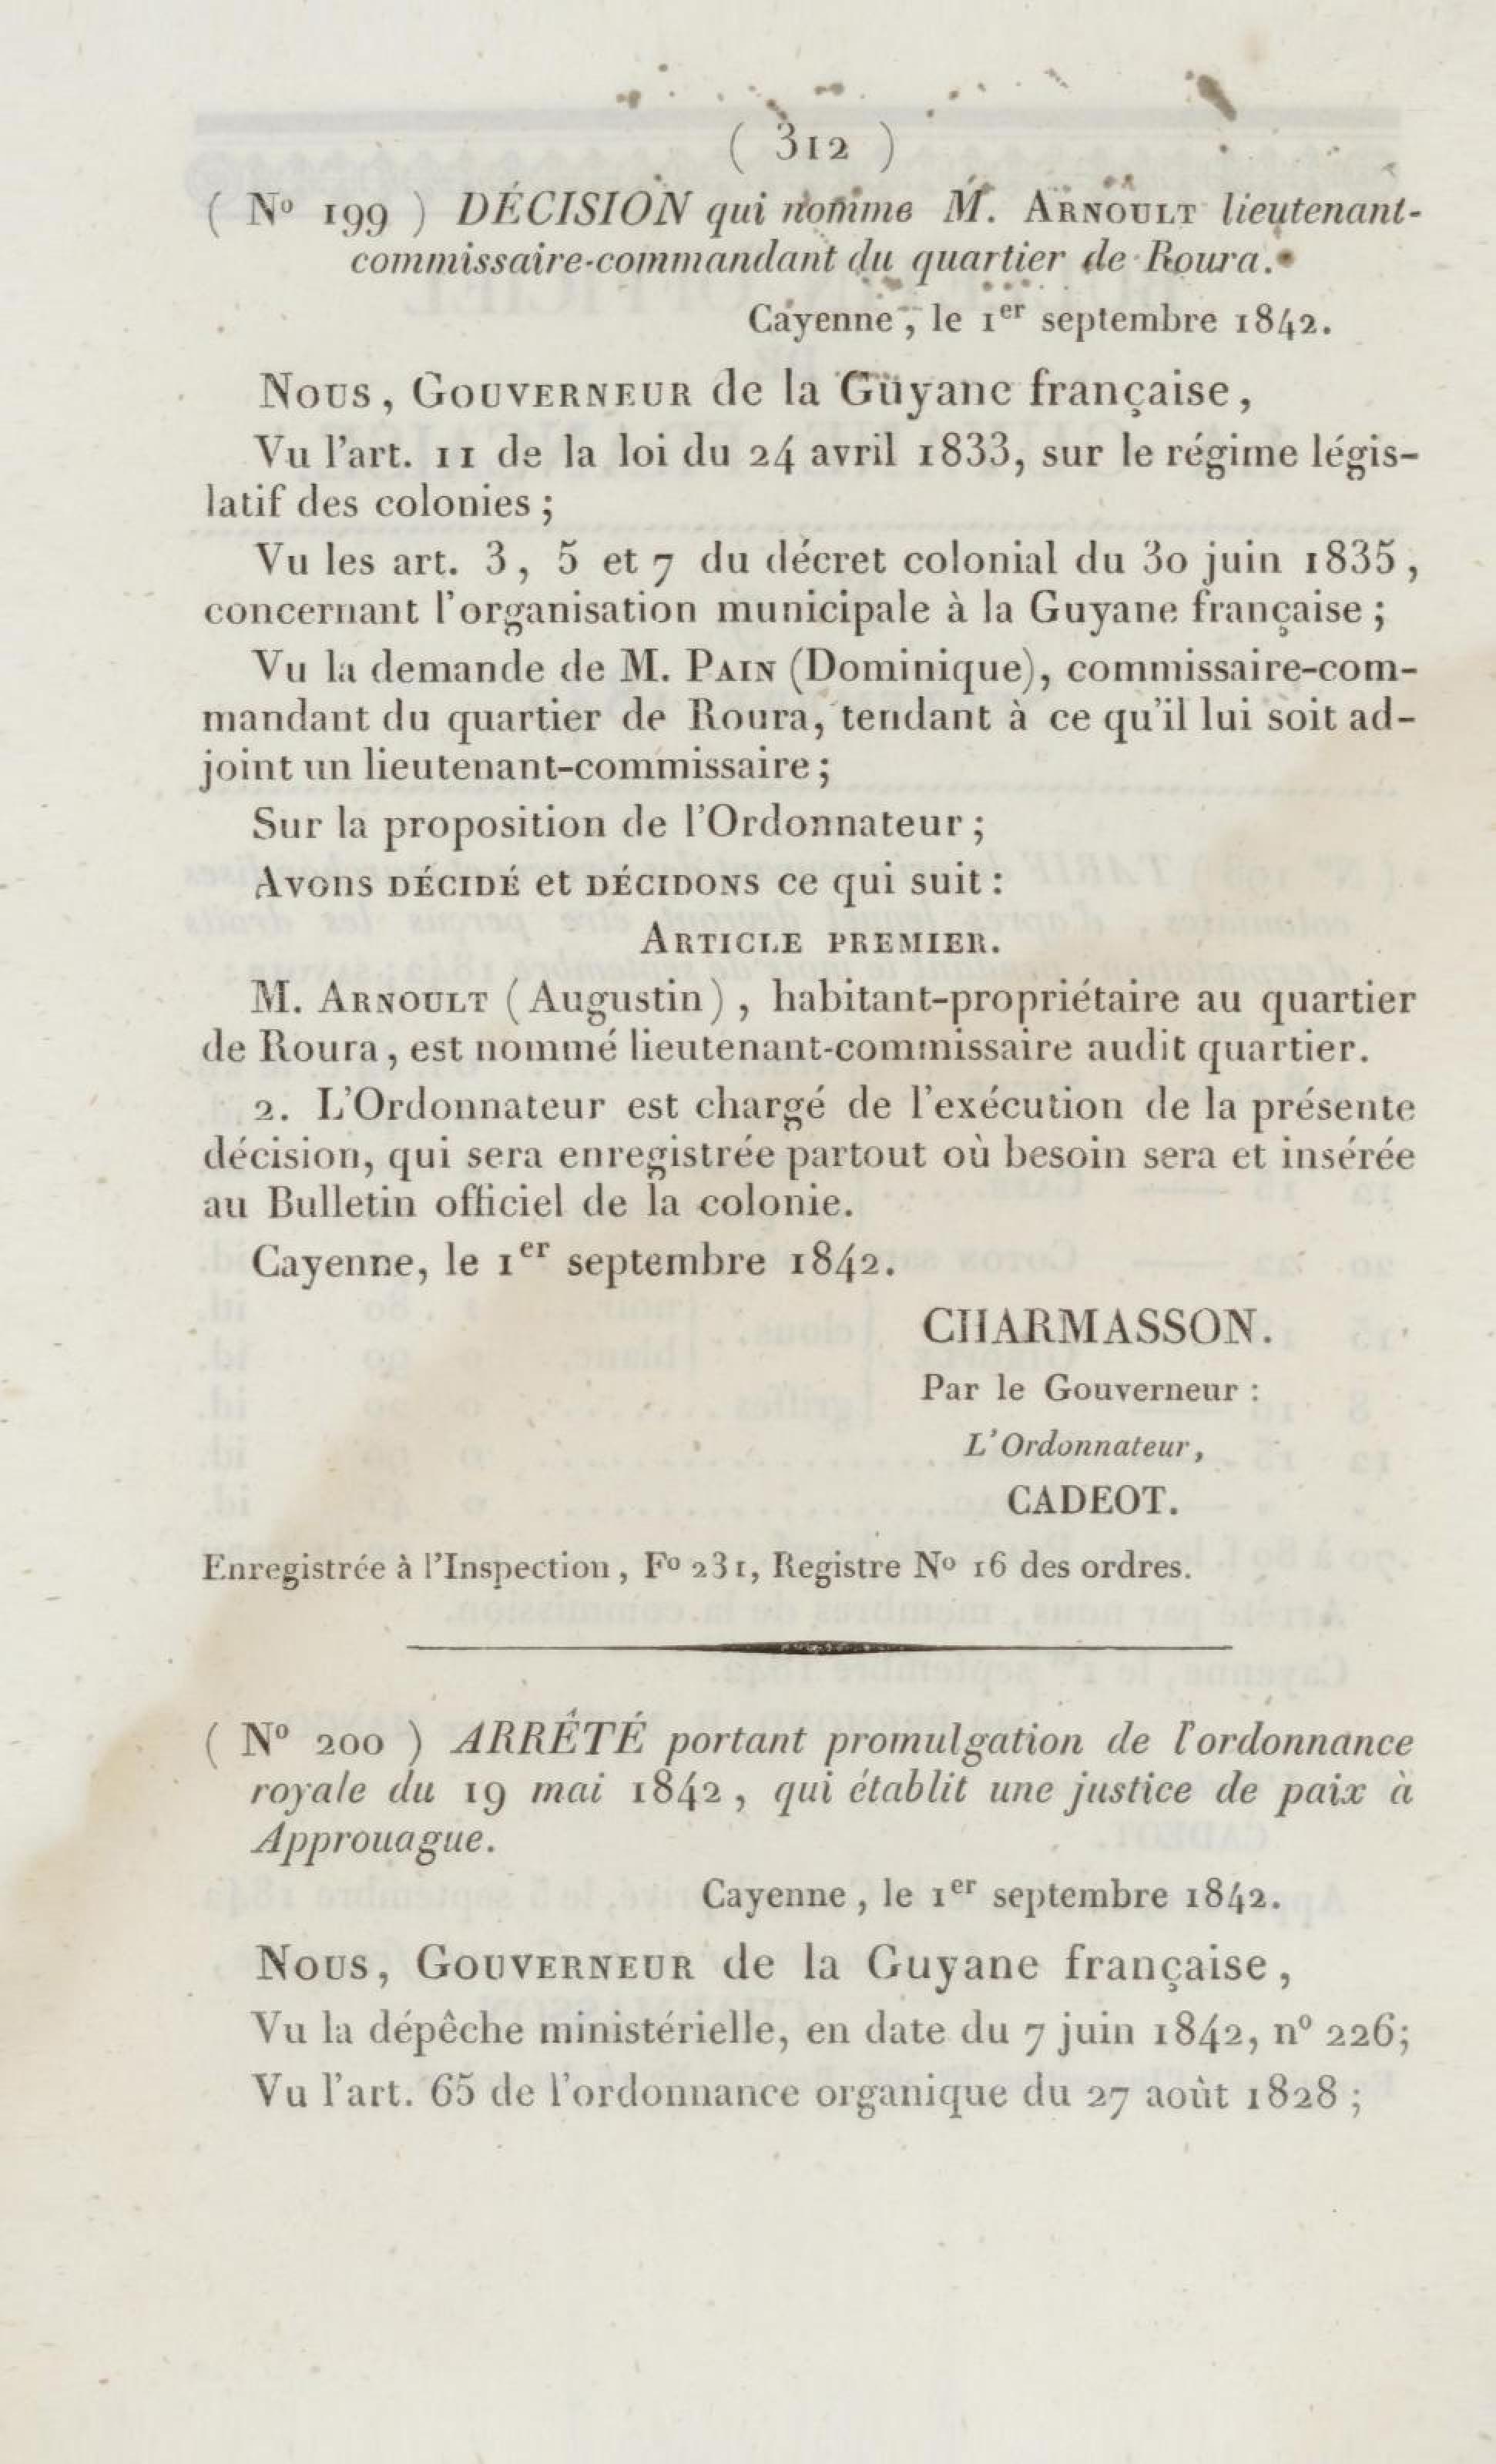 ( 312 )
( Nº 199 ) DÉCISION qui nomme M. ARNOULT lieutenant-
commissaire-commandant du quartier de Roura.
Cayenne, le 1er septembre 1842.
NOUS, GOUVERNEUR de la Guyane française,
Vu l'art. 11 de la loi du 24 avril 1833, sur le régime légis-
latif des colonies ;
Vu les art. 3, 5 et 7 du décret colonial du 30 juin 1835,
concernant l'organisation municipale à la Guyane française ;
Vu la demande de M. PAIN (Dominique), commissaire-com-
mandant du quartier de Roura, tendant à ce qu'il lui soit ad-
joint un lieutenant-commissaire ;
Sur la proposition de l'Ordonnateur ;
AVONS DÉCIDÉ et DÉCIDONS ce qui suit :
ARTICLE PREMIER.
M. ARNOULT (Augustin), habitant-propriétaire au quartier
de Roura, est nommé lieutenant-commissaire audit quartier.
2. L'Ordonnateur est chargé de l'exécution de la présente
décision, qui sera enregistrée partout où besoin sera et insérée
au Bulletin officiel de la colonie.
Cayenne, le 1er septembre 1842.
CHARMASSON.
Par le Gouverneur :
L'Ordonnateur,
CADEOT.
Enregistrée à l'Inspection, Fº 231, Registre Nº 16 des ordres.
( Nº 200 ) ARRÊTÉ portant promulgation de l'ordonnance
royale du 19 mai 1842, qui établit une justice de paix à
Approuague.
Cayenne, le 1er septembre 1842.
NOUS, GOUVERNEUR de la Guyane française,
Vu la dépêche ministérielle, en date du 7 juin 1842, nº 226;
Vu l'art. 65 de l'ordonnance organique du 27 août 1828 ;